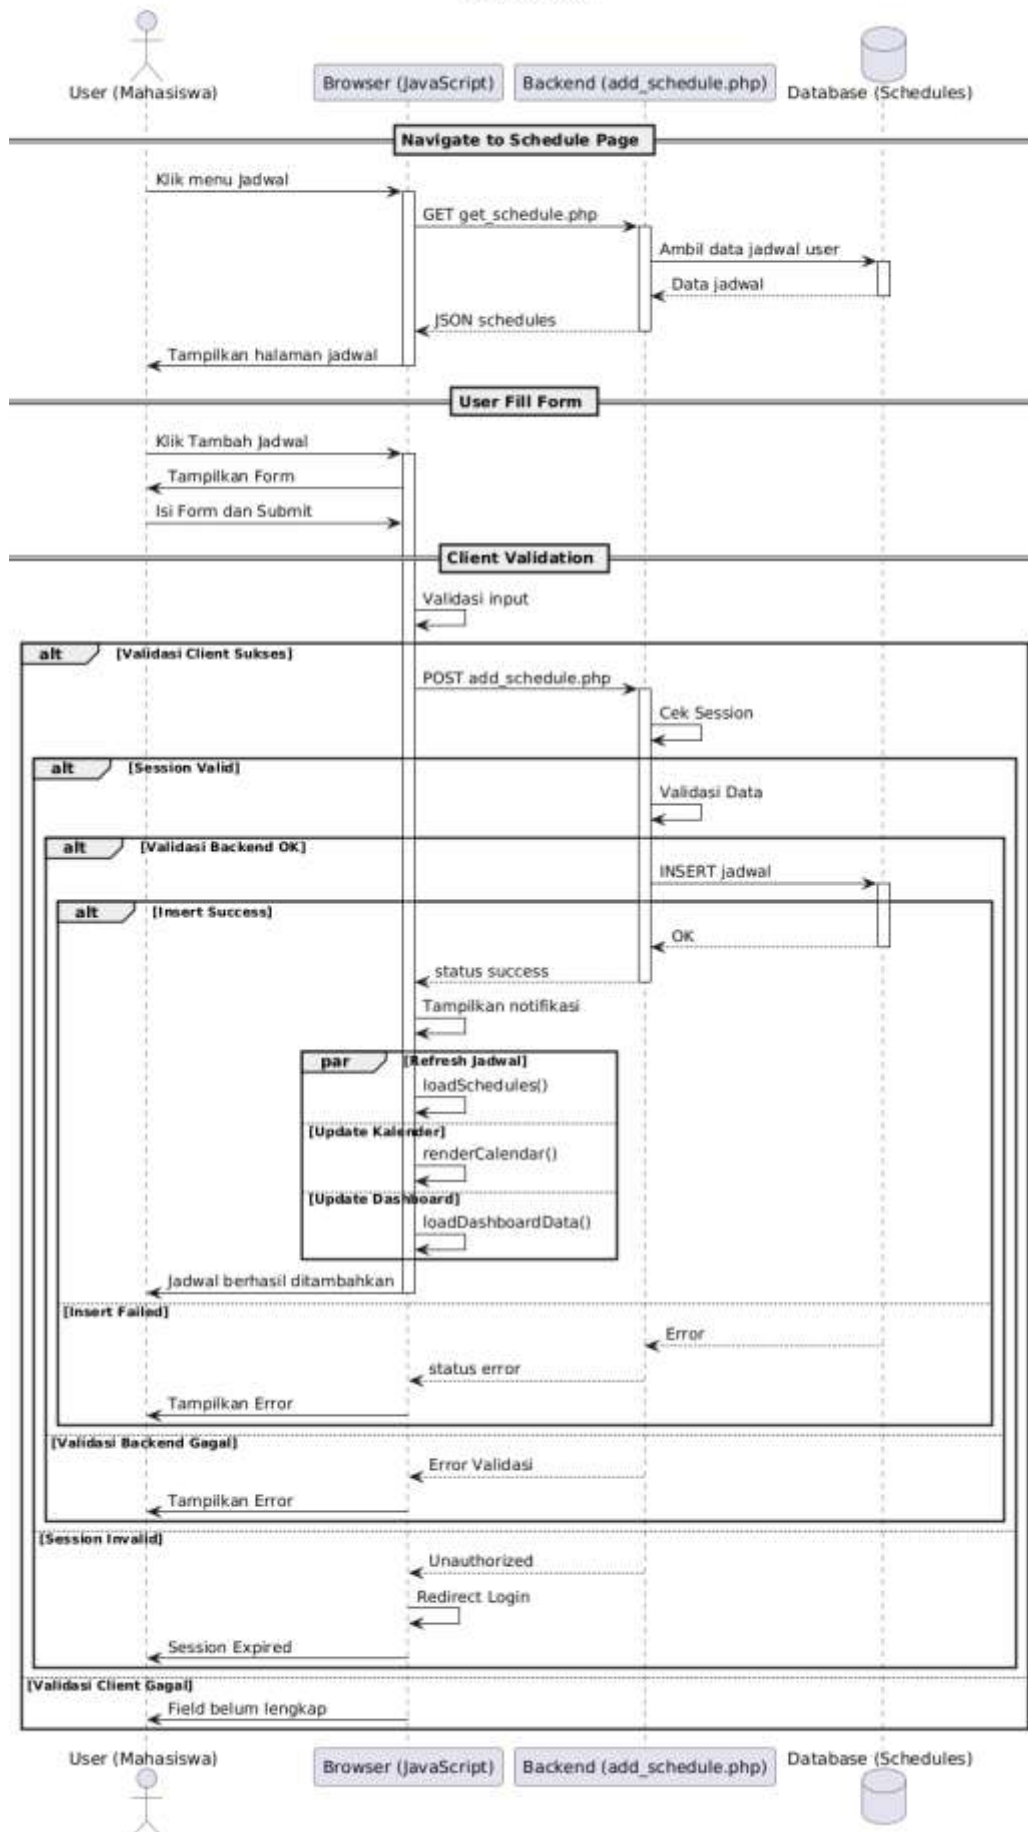 User (Mahasiswa)
Browser (JavaScript)
Backend (add_schedule.php)
Database (Schedules)
Navigate to Schedule Page
Klik menu Jadwal
GET get_schedule.php
Ambil data jadwal user
Data jadwal
JSON schedules
Tampilkan halaman jadwal
User Fill Form
Klik Tambah Jadwal
Tampilkan Form
Isi Form dan Submit
Client Validation
Validasi input
alt [Validasi Client Sukses]
POST add_schedule.php
Cek Session
alt [Session Valid]
Validasi Data
alt [Validasi Backend OK]
INSERT jadwal
alt [Insert Success]
OK
status success
Tampilkan notifikasi
par [Refresh Jadwal]
loadSchedules()
[Update Kalender]
renderCalendar()
[Update Dashboard]
loadDashboardData()
Jadwal berhasil ditambahkan
[Insert Failed]
Error
status error
Tampilkan Error
[Validasi Backend Gagal]
Error Validasi
Tampilkan Error
[Session Invalid]
Unauthorized
Redirect Login
Session Expired
[Validasi Client Gagal]
Field belum lengkap
User (Mahasiswa)
Browser (JavaScript)
Backend (add_schedule.php)
Database (Schedules)